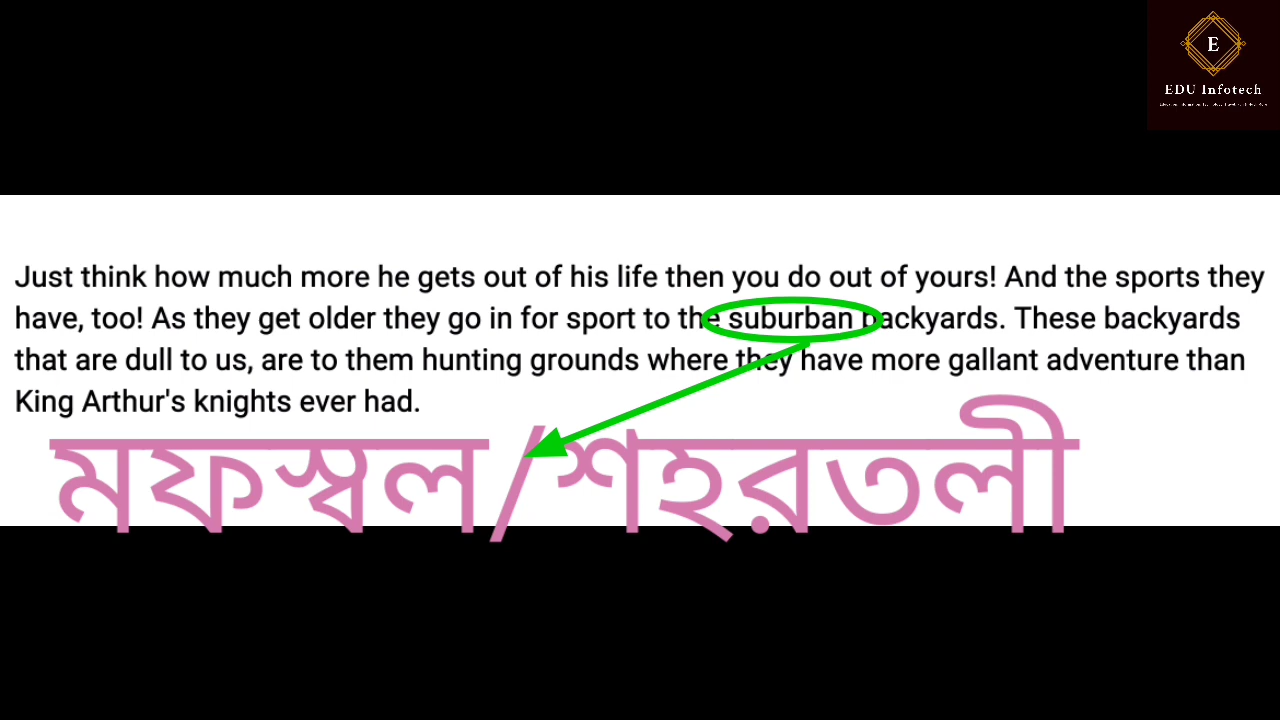 E
EDU Infotech
Just think how much more he gets out of his life then you do out of yours! And the sports they
have, too! As they get older they go in for sport to the suburban backyards. These backyards
that are dull to us, are to them hunting grounds where they have more gallant adventure than
King Arthur's knights ever had.
মফস্বল/শহরতলী